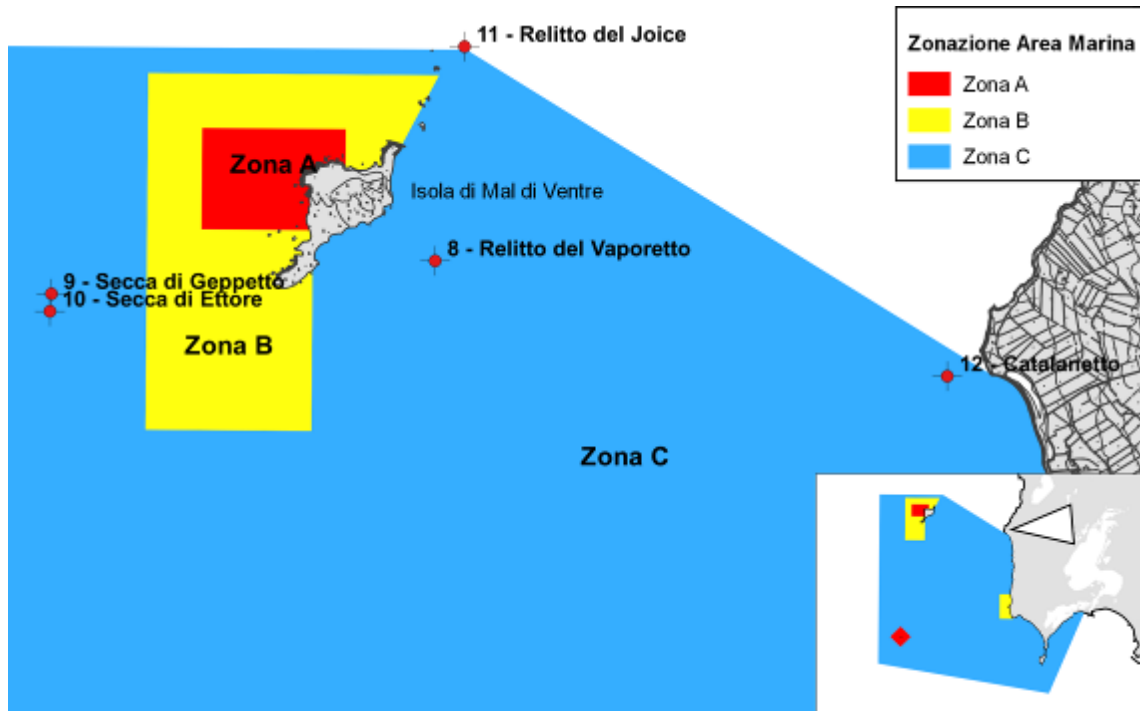 11 - Relitto del Joice
Zonazione Area Marina
Zona A
Zona B
Zona C
Zona A
Isola di Mal di Ventre
8 - Relitto del Vaporetto
9 - Secca di Geppetto
10 - Secca di Ettore
Zona B
12 - Catalanetto
Zona C